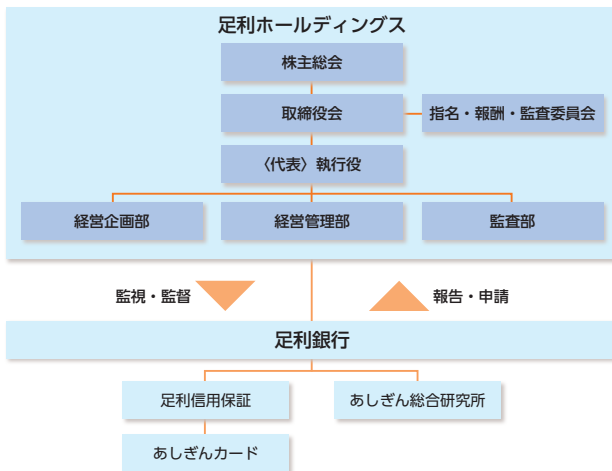 足利ホールディングス
株主総会
取締役会
指名・報酬・監査委員会
〈代表〉執行役
経営企画部
経営管理部
監査部
監視・監督
報告・申請
足利銀行
足利信用保証
あしぎん総合研究所
あしぎんカード